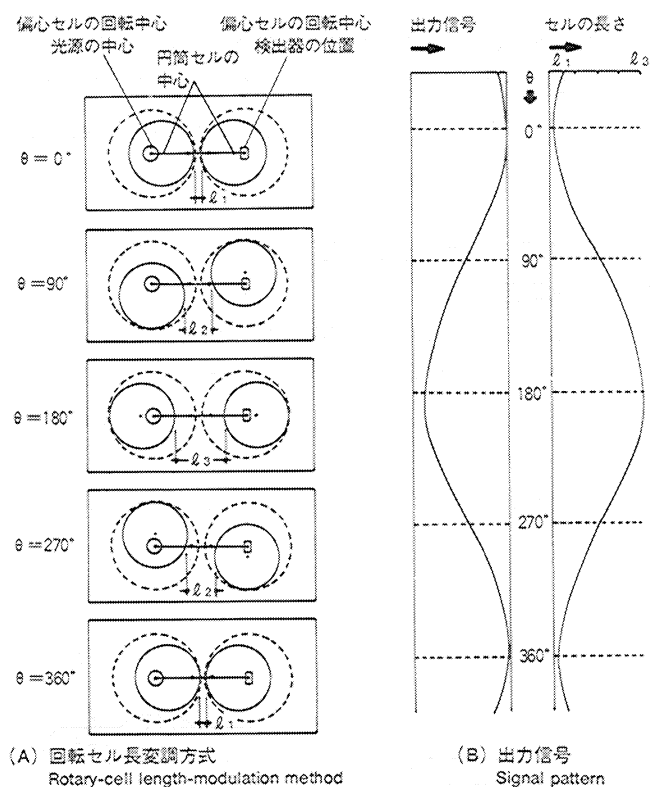 偏心セルの回転中心
光源の中心
円筒セルの
中心
偏心セルの回転中心
検出器の位置
θ=0°
ℓ1
θ=90°
ℓ2
θ=180°
ℓ3
θ=270°
ℓ2
θ=360°
ℓ1
(A) 回転セル長変調方式
Rotary-cell length-modulation method
出力信号
セルの長さ
ℓ1
ℓ3
θ
0°
90°
180°
270°
360°
(B) 出力信号
Signal pattern